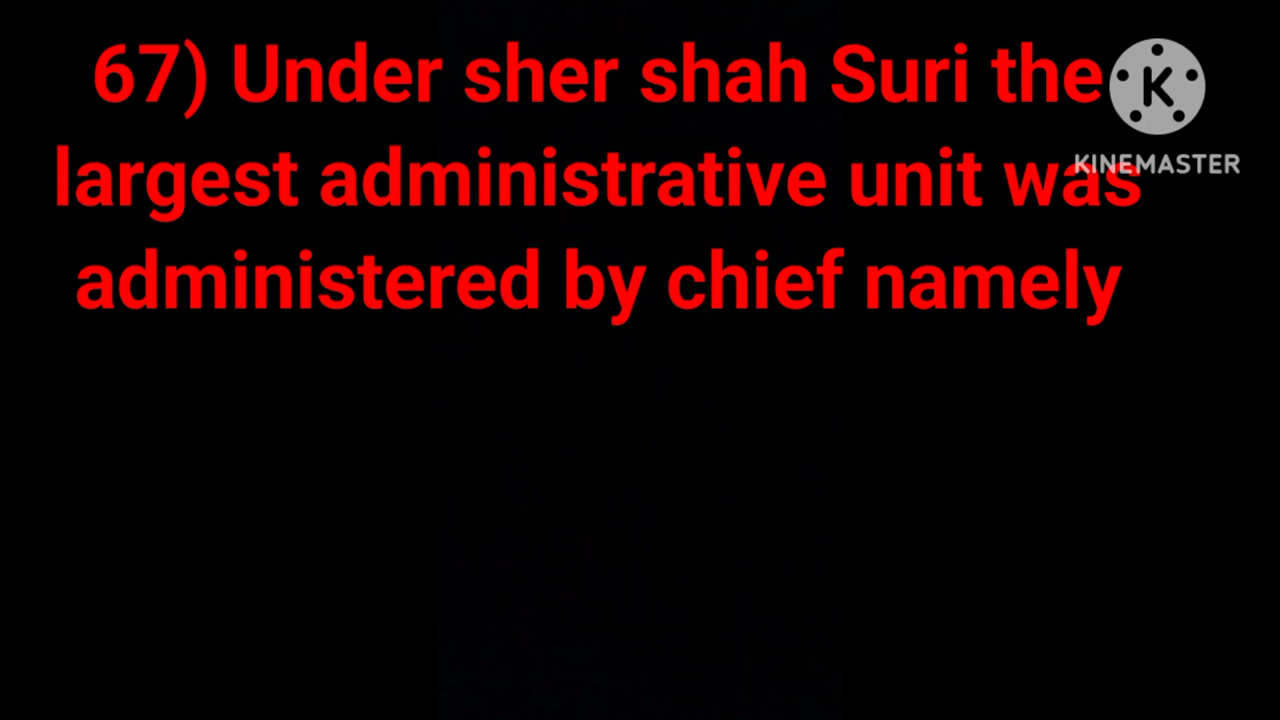 67) Under sher shah Suri the
largest administrative unit was
administered by chief namely
K
KINEMASTER